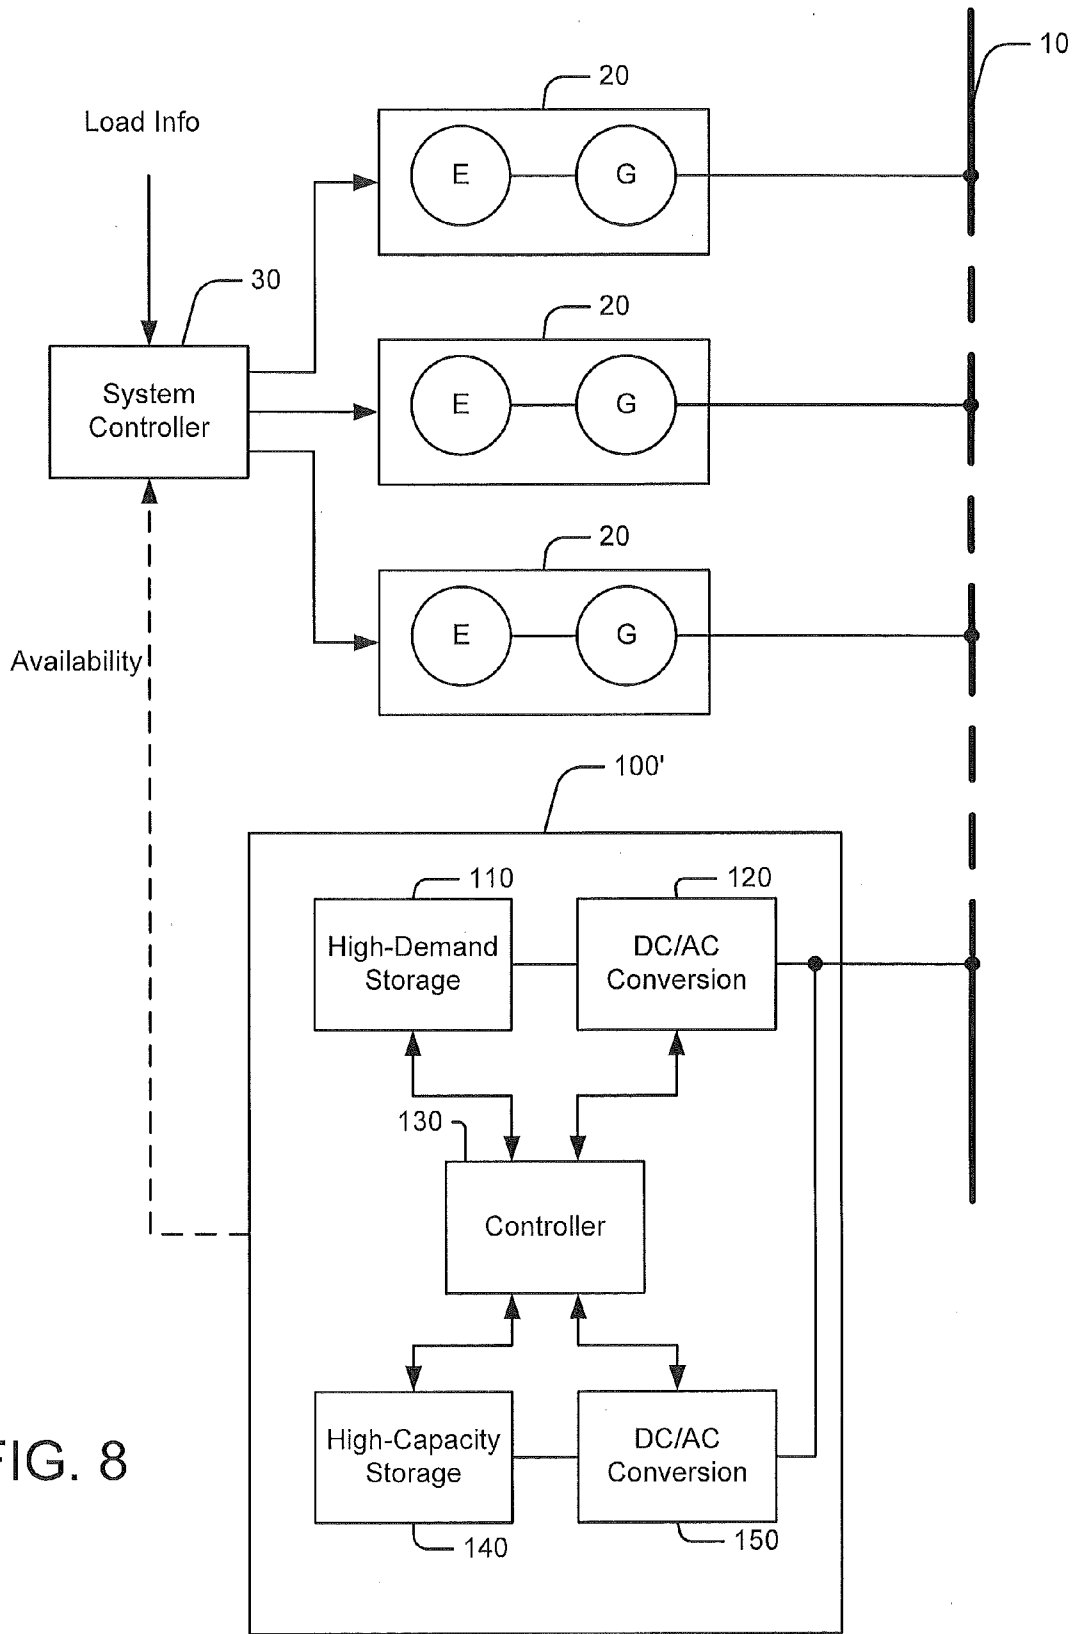 10
20
Load Info
E
G
30
20
System
Controller
E
G
20
E
G
Availability
100'
110
120
High-Demand
Storage
DC/AC
Conversion
130
Controller
High-Capacity
Storage
DC/AC
Conversion
140
150
FIG. 8